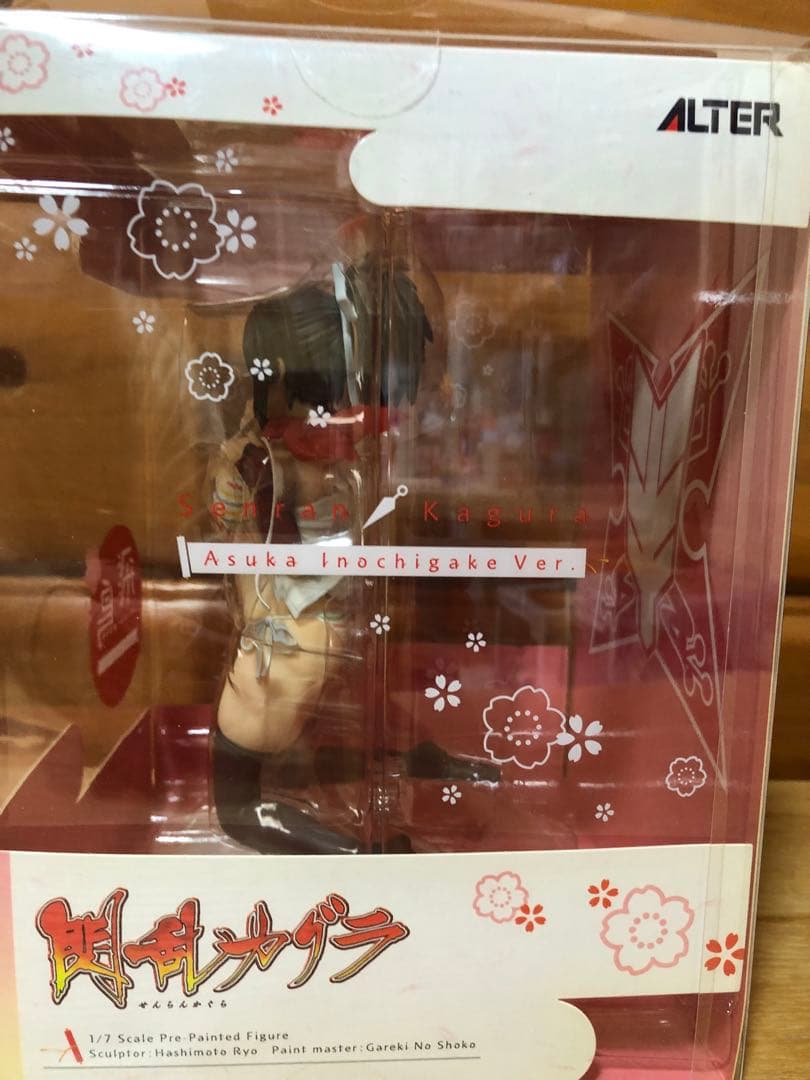 ALTER
Senran Kagura
Asuka Inochigake Ver.
閃乱カグラ
せんらんかぐら
1/7 Scale Pre-Painted Figure
Sculptor : Hashimoto Ryo Paint master : Gareki No Shoko